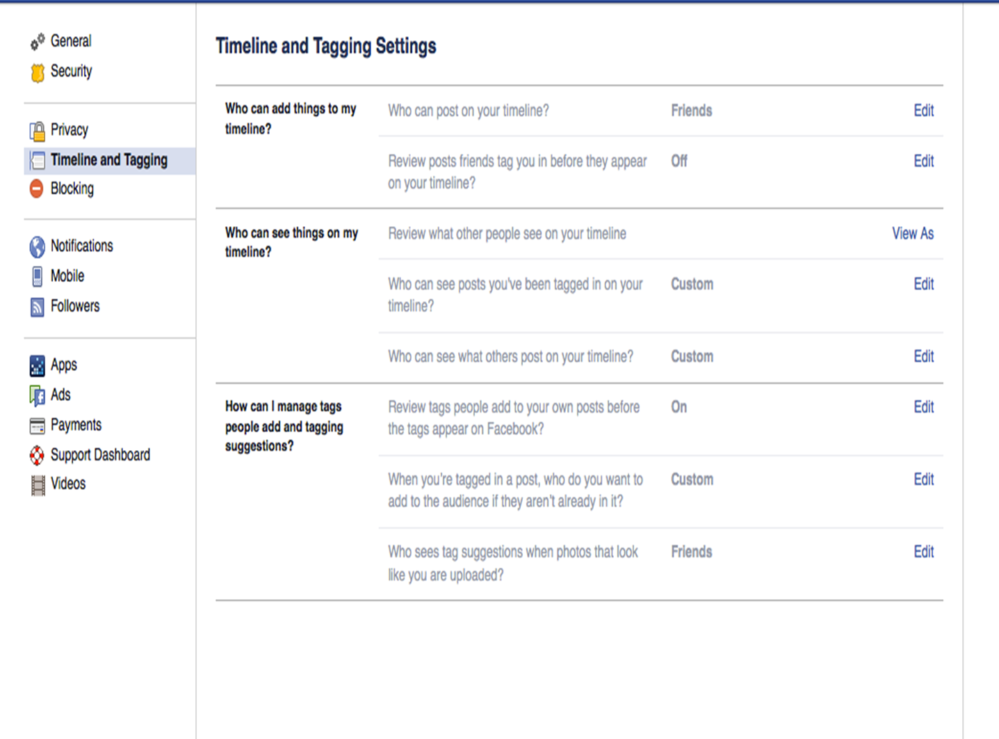 General
Security
Privacy
Timeline and Tagging
Blocking
Notifications
Mobile
Followers
Apps
Ads
Payments
Support Dashboard
Videos
Timeline and Tagging Settings
Who can add things to my
timeline?
Who can post on your timeline?
Friends
Edit
Review posts friends tag you in before they appear
on your timeline?
Off
Edit
Who can see things on my
timeline?
Review what other people see on your timeline
View As
Who can see posts you've been tagged in on your
timeline?
Custom
Edit
Who can see what others post on your timeline?
Custom
Edit
How can I manage tags
people add and tagging
suggestions?
Review tags people add to your own posts before
the tags appear on Facebook?
On
Edit
When you're tagged in a post, who do you want to
add to the audience if they aren't already in it?
Custom
Edit
Who sees tag suggestions when photos that look
like you are uploaded?
Friends
Edit